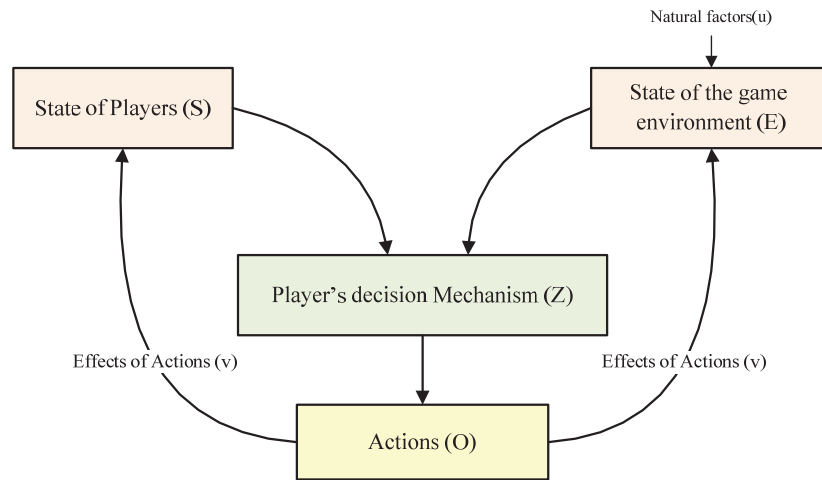 Natural factors(u)
State of Players (S)
State of the game
environment (E)
Player's decision Mechanism (Z)
Effects of Actions (v)
Effects of Actions (v)
Actions (O)